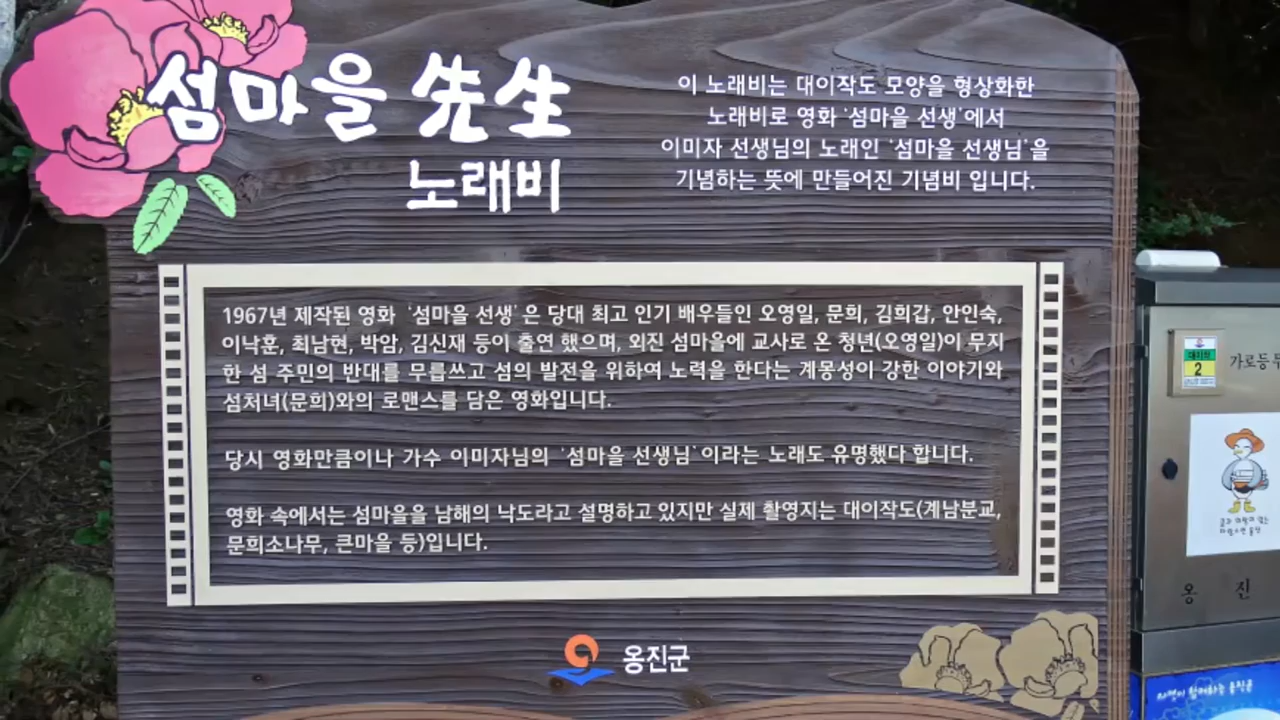 섬마을 先生
노래비
이 노래비는 대이작도 모양을 형상화한
노래비로 영화 '섬마을 선생'에서
이미자 선생님의 노래인 '섬마을 선생님'을
기념하는 뜻에 만들어진 기념비 입니다.
1967년 제작된 영화 '섬마을 선생'은 당대 최고 인기 배우들인 오영일, 문희, 김희갑, 안인숙,
이낙훈, 최남현, 박암, 김신재 등이 출연 했으며, 외진 섬마을에 교사로 온 청년(오영일)이 무지
한 섬 주민의 반대를 무릅쓰고 섬의 발전을 위하여 노력을 한다는 계몽성이 강한 이야기와
섬처녀(문희)와의 로맨스를 담은 영화입니다.
당시 영화만큼이나 가수 이미자님의 '섬마을 선생님'이라는 노래도 유명했다 합니다.
영화 속에서는 섬마을을 남해의 낙도라고 설명하고 있지만 실제 촬영지는 대이작도(계남분교,
문희소나무, 큰마을 등)입니다.
옹진군
대이작
2
가로등
옹 진